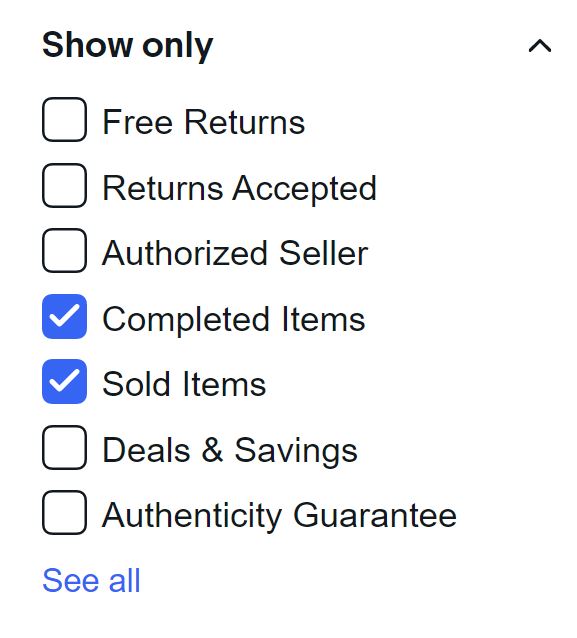 Show only
Free Returns
Returns Accepted
Authorized Seller
Completed Items
Sold Items
Deals & Savings
Authenticity Guarantee
See all